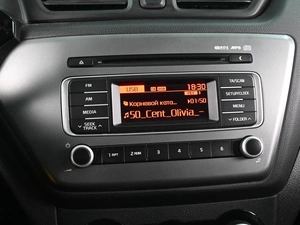 USB 18:30
Корневой ката... 01:50
50_Cent_Olivia_-
FM TA/SCAN
AM SETUP/CLOCK
MEDIA MENU
SEEK TRACK FOLDER
1 RPT 2 3 4 5 6